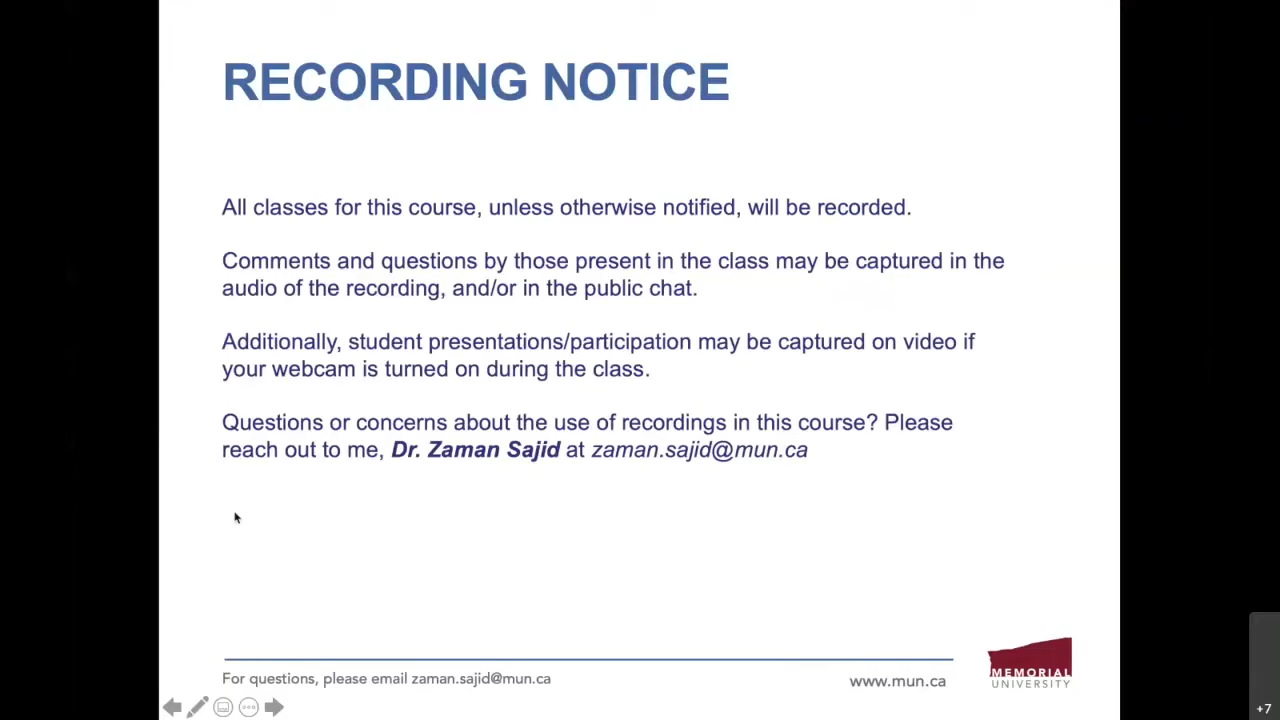 RECORDING NOTICE
All classes for this course, unless otherwise notified, will be recorded.
Comments and questions by those present in the class may be captured in the
audio of the recording, and/or in the public chat.
Additionally, student presentations/participation may be captured on video if
your webcam is turned on during the class.
Questions or concerns about the use of recordings in this course? Please
reach out to me, Dr. Zaman Sajid at zaman.sajid@mun.ca
For questions, please email zaman.sajid@mun.ca
www.mun.ca
MEMORIAL
UNIVERSITY
+7